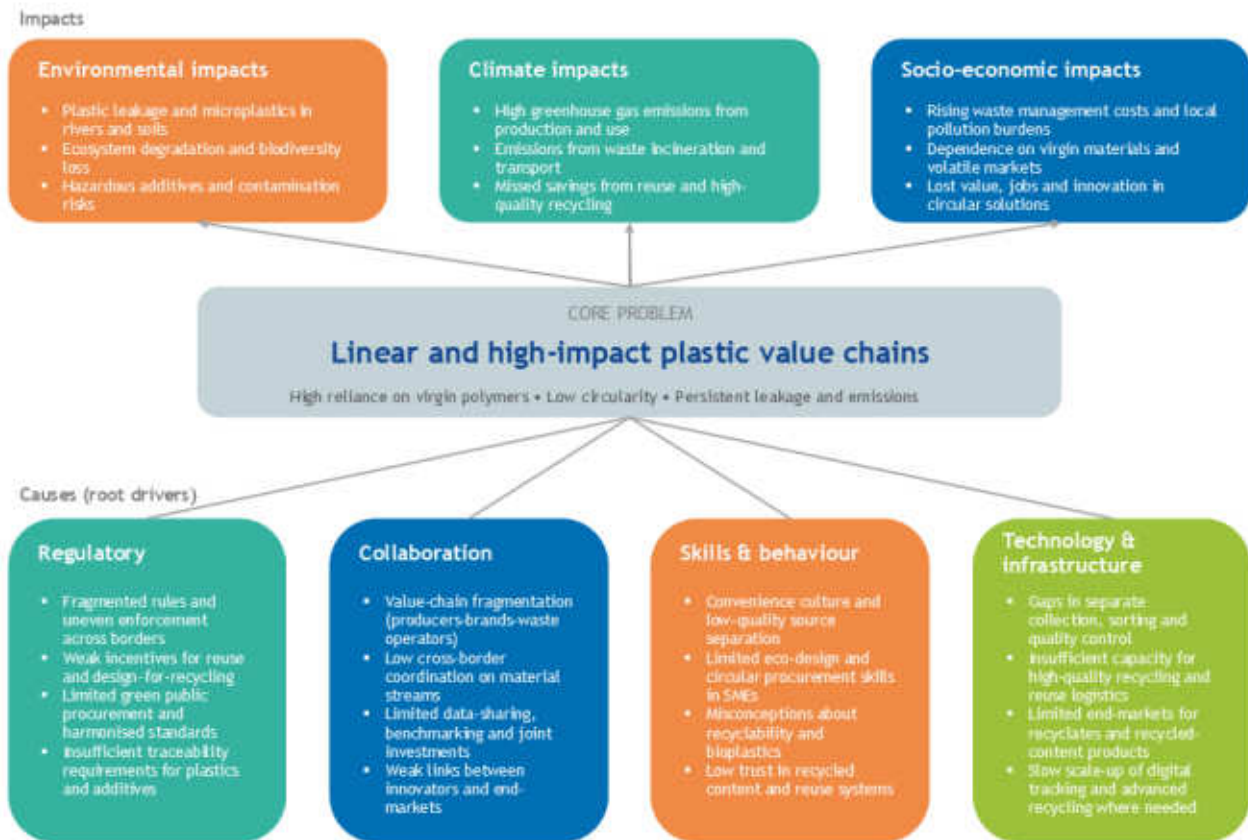 Impacts
Environmental impacts
• Plastic leakage and microplastics in
rivers and soils
• Ecosystem degradation and biodiversity
loss
• Hazardous additives and contamination
risks
Climate impacts
• High greenhouse gas emissions from
production and use
• Emissions from waste incineration and
transport
• Missed savings from reuse and high-
quality recycling
Socio-economic impacts
• Rising waste management costs and local
pollution burdens
• Dependence on virgin materials and
volatile markets
• Lost value, jobs and innovation in
circular solutions
CORE PROBLEM
Linear and high-impact plastic value chains
High reliance on virgin polymers • Low circularity • Persistent leakage and emissions
Causes (root drivers)
Regulatory
• Fragmented rules and
uneven enforcement
across borders
• Weak incentives for reuse
and design-for-recycling
• Limited green public
procurement and
harmonised standards
• Insufficient traceability
requirements for plastics
and additives
Collaboration
• Value-chain fragmentation
(producers-brands-waste
operators)
• Low cross-border
coordination on material
streams
• Limited data-sharing,
benchmarking and joint
investments
• Weak links between
innovators and end-
markets
Skills & behaviour
• Convenience culture and
low-quality source
separation
• Limited eco-design and
circular procurement skills
in SMEs
• Misconceptions about
recyclability and
bioplastics
• Low trust in recycled
content and reuse systems
Technology &
infrastructure
• Gaps in separate
collection, sorting and
quality control
• Insufficient capacity for
high-quality recycling and
reuse logistics
• Limited end-markets for
recyclates and recycled-
content products
• Slow scale-up of digital
tracking and advanced
recycling where needed